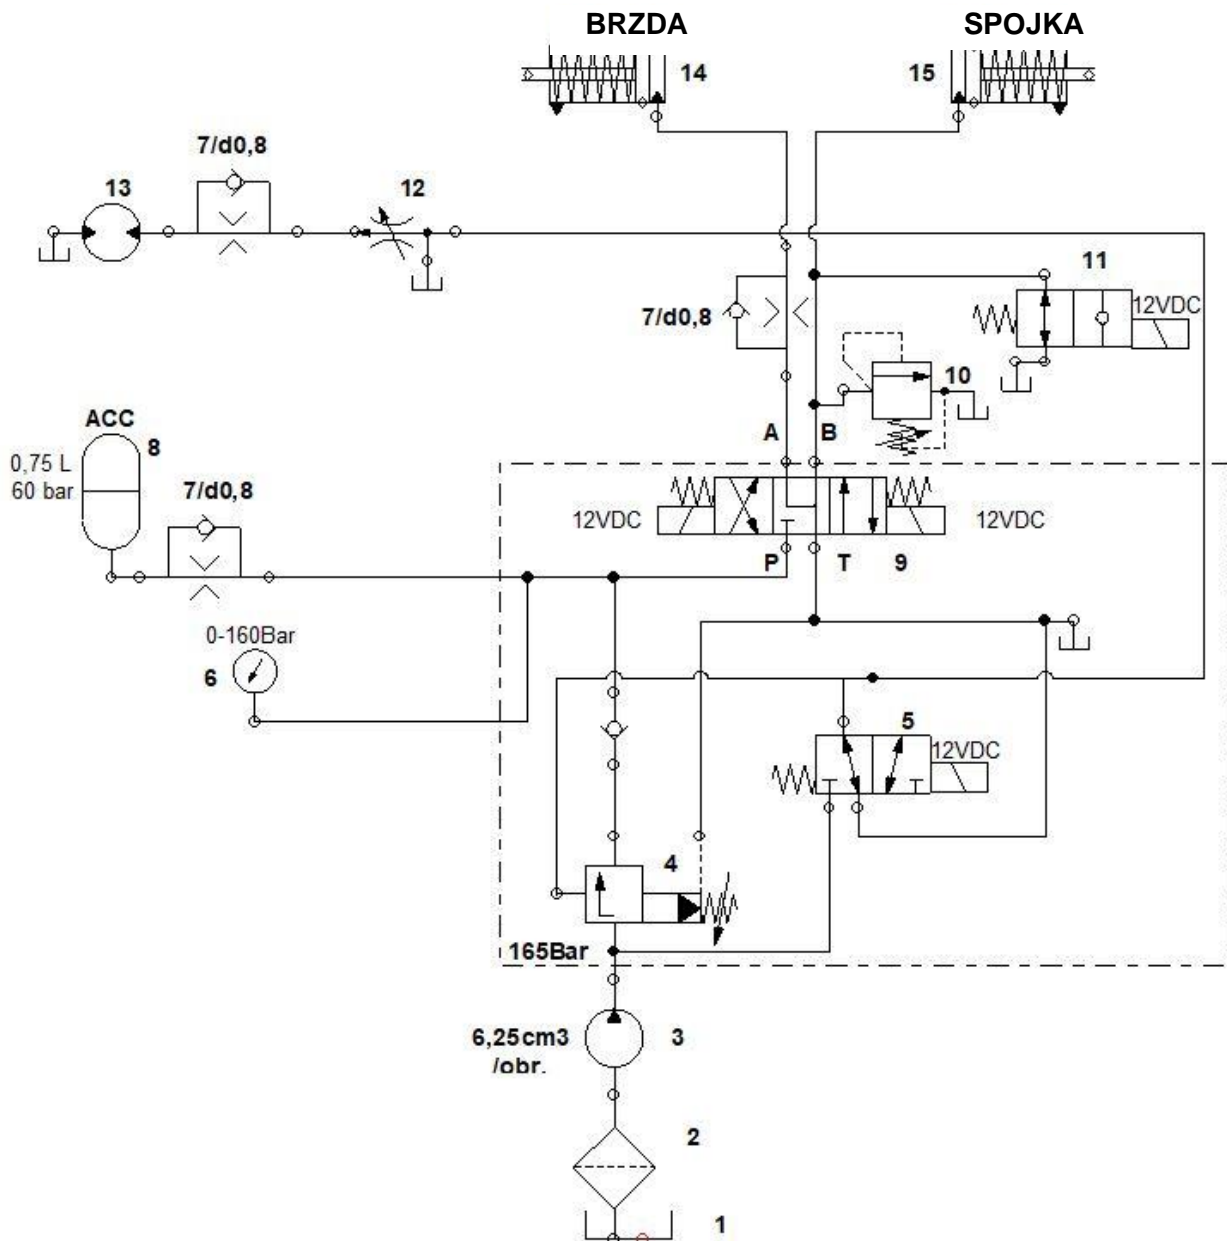 BRZDA
SPOJKA
14
15
7/d0,8
13
12
11
12VDC
7/d0,8
10
ACC
8
0,75 L
60 bar
7/d0,8
A
B
12VDC
12VDC
P
T
9
0-160Bar
6
5
12VDC
4
165Bar
6,25cm3
/obr.
3
2
1